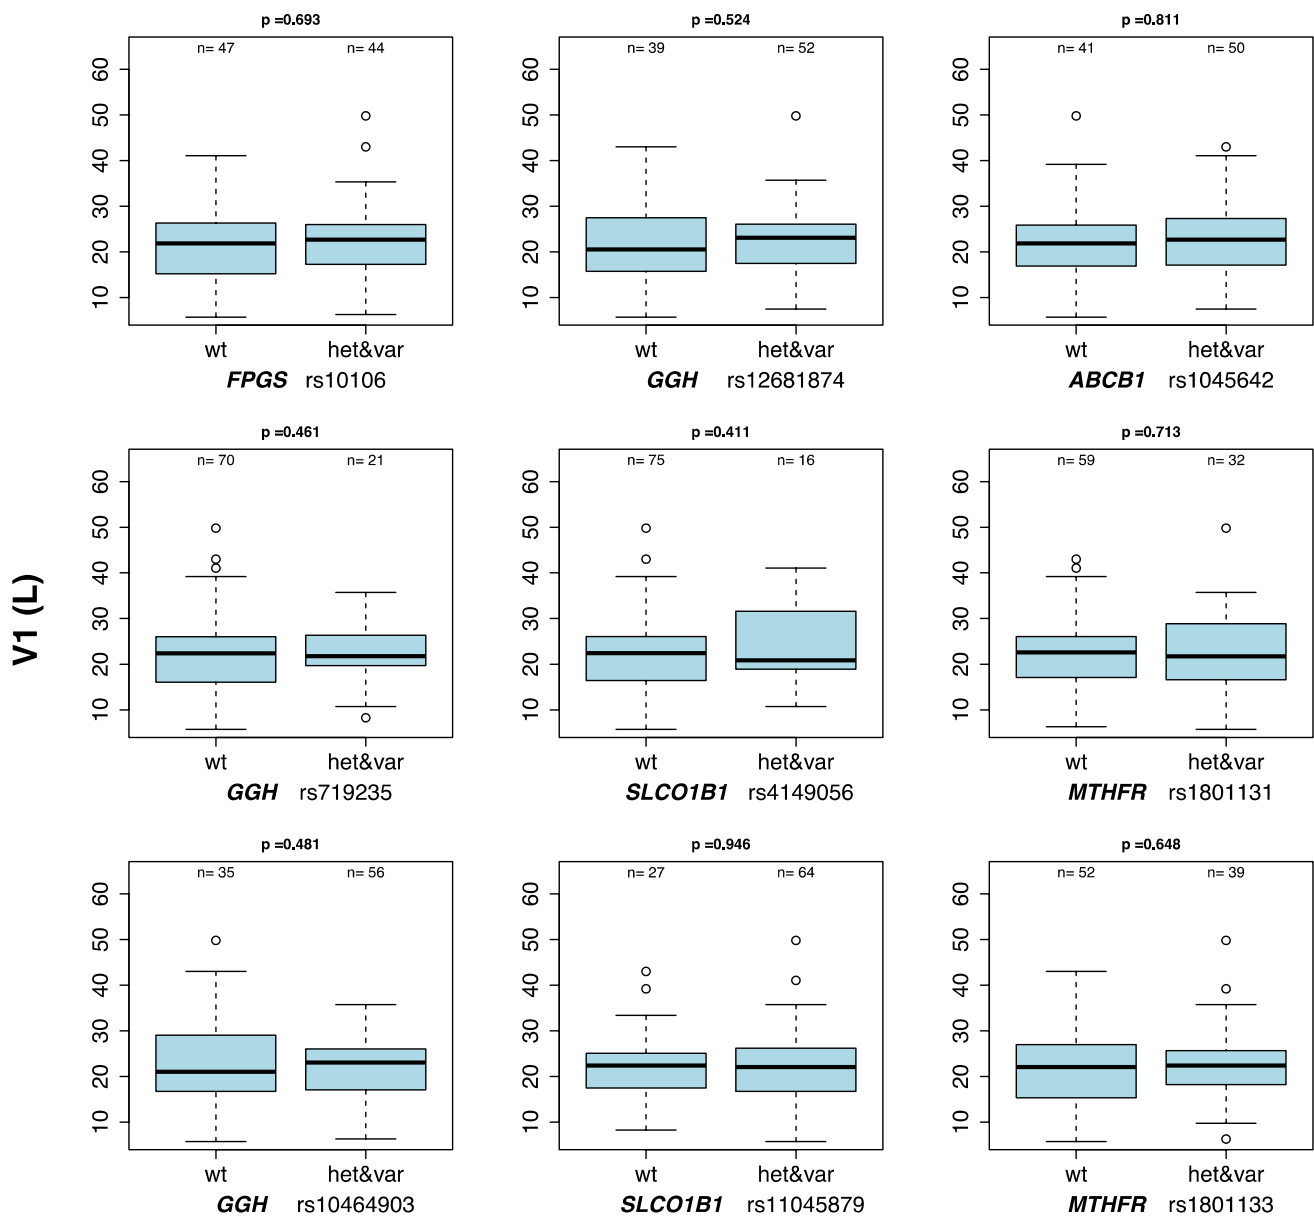 p =0.693 p =0.524 p =0.811
n= 47 n= 44 n= 39 n= 52 n= 41 n= 50
60 60 60
50 50 50
40 40 40
30 30 30
20 20 20
10 10 10
wt het&var wt het&var wt het&var
FPGS rs10106 GGH rs12681874 ABCB1 rs1045642
p =0.461 p =0.411 p =0.713
n= 70 n= 21 n= 75 n= 16 n= 59 n= 32
60 60 60
50 50 50
40 40 40
30 30 30
20 20 20
10 10 10
V1 (L)
wt het&var wt het&var wt het&var
GGH rs719235 SLCO1B1 rs4149056 MTHFR rs1801131
p =0.481 p =0.946 p =0.648
n= 35 n= 56 n= 27 n= 64 n= 52 n= 39
60 60 60
50 50 50
40 40 40
30 30 30
20 20 20
10 10 10
wt het&var wt het&var wt het&var
GGH rs10464903 SLCO1B1 rs11045879 MTHFR rs1801133